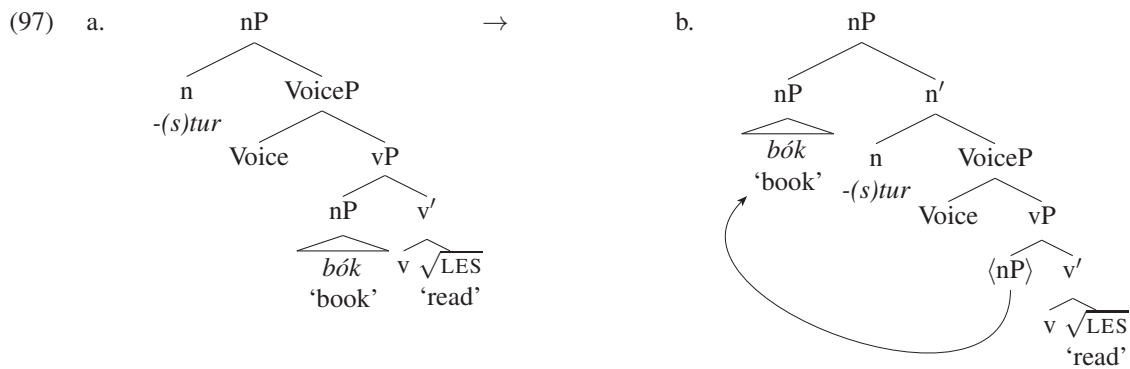 (97) a. nP → b. nP
n VoiceP nP n′
-(s)tur Voice vP bók n VoiceP
nP v′ ‘book’ -(s)tur Voice vP
bók v √LES ⟨nP⟩ v′
‘book’ ‘read’ v √LES
‘read’